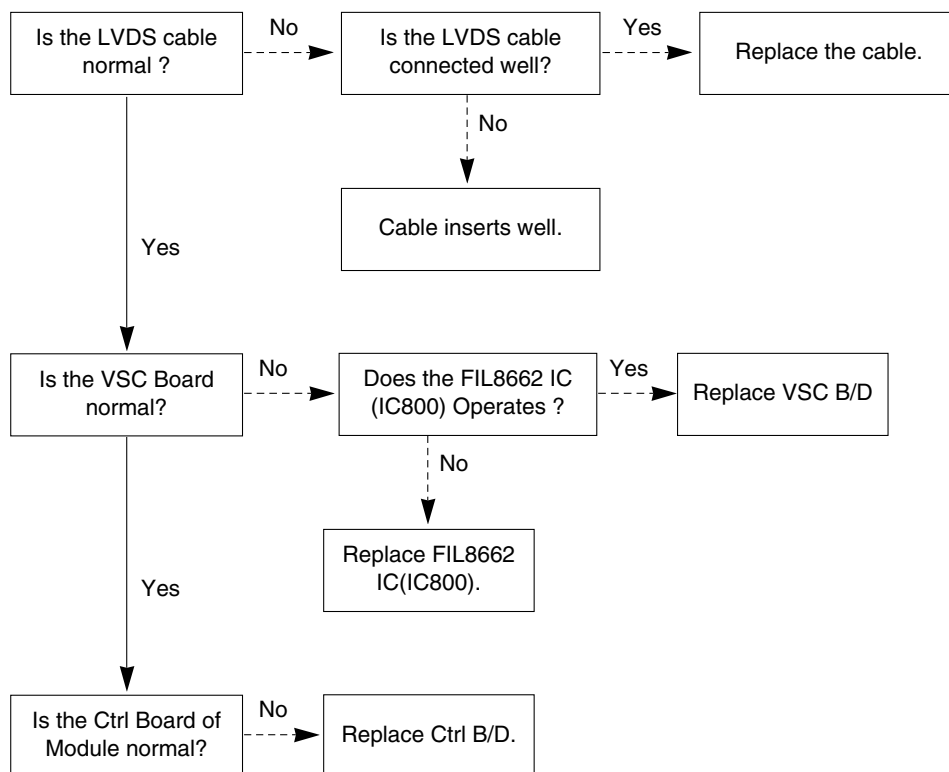 Is the LVDS cable
normal ?
No
Is the LVDS cable
connected well?
Yes
Replace the cable.
No
Cable inserts well.
Yes
Is the VSC Board
normal?
No
Does the FIL8662 IC
(IC800) Operates ?
Yes
Replace VSC B/D
No
Replace FIL8662
IC(IC800).
Yes
Is the Ctrl Board of
Module normal?
No
Replace Ctrl B/D.